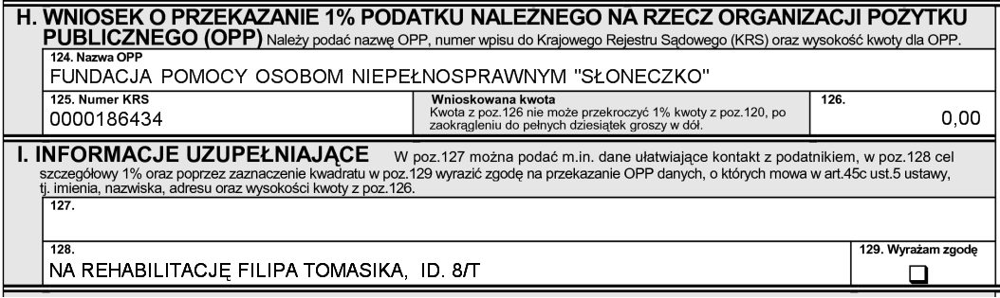 H. WNIOSEK O PRZEKAZANIE 1% PODATKU NALEŻNEGO NA RZECZ ORGANIZACJI POŻYTKU
PUBLICZNEGO (OPP) Należy podać nazwę OPP, numer wpisu do Krajowego Rejestru Sądowego (KRS) oraz wysokość kwoty dla OPP.
124. Nazwa OPP
FUNDACJA POMOCY OSOBOM NIEPEŁNOSPRAWNYM "SŁONECZKO"
125. Numer KRS
0000186434
Wnioskowana kwota
Kwota z poz.126 nie może przekroczyć 1% kwoty z poz.120, po
zaokrągleniu do pełnych dziesiątek groszy w dół.
126.
0,00
I. INFORMACJE UZUPEŁNIAJĄCE W poz.127 można podać m.in. dane ułatwiające kontakt z podatnikiem, w poz.128 cel
szczegółowy 1% oraz poprzez zaznaczenie kwadratu w poz.129 wyrazić zgodę na przekazanie OPP danych, o których mowa w art.45c ust.5 ustawy,
tj. imienia, nazwiska, adresu oraz wysokości kwoty z poz.126.
127.
128.
NA REHABILITACJĘ FILIPA TOMASIKA, ID. 8/T
129. Wyrażam zgodę